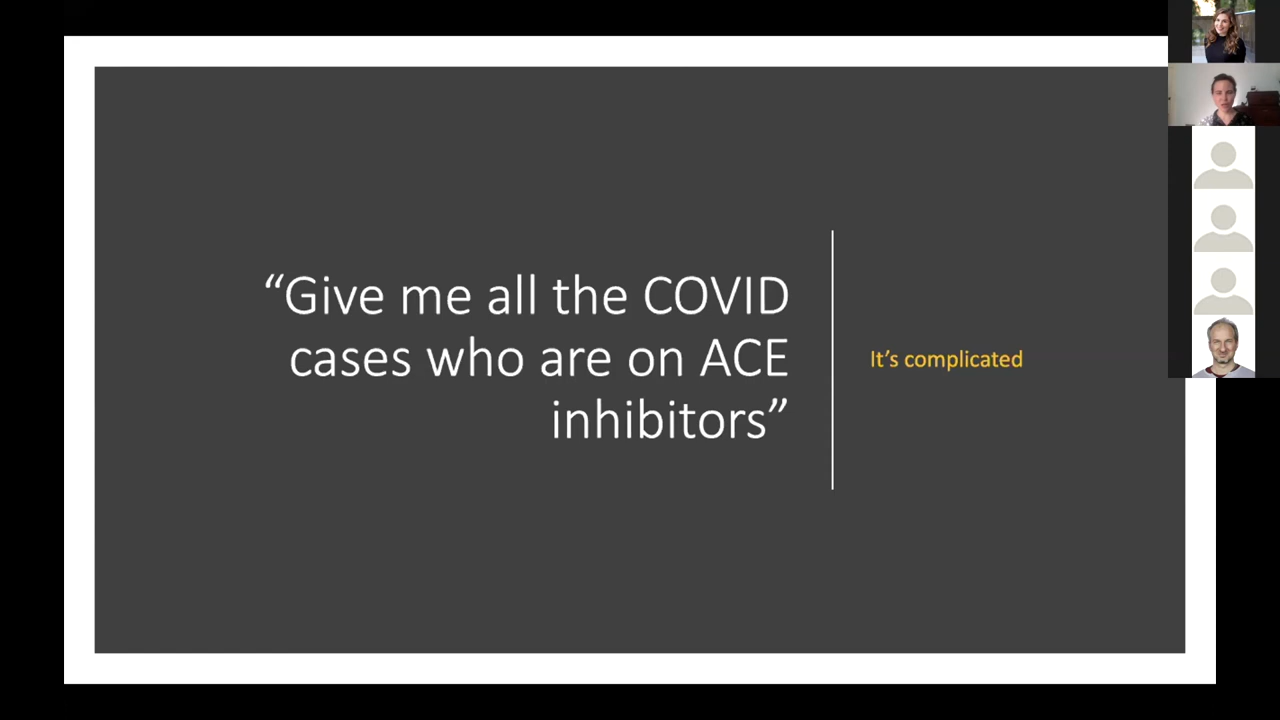 “Give me all the COVID
cases who are on ACE
inhibitors”
It’s complicated